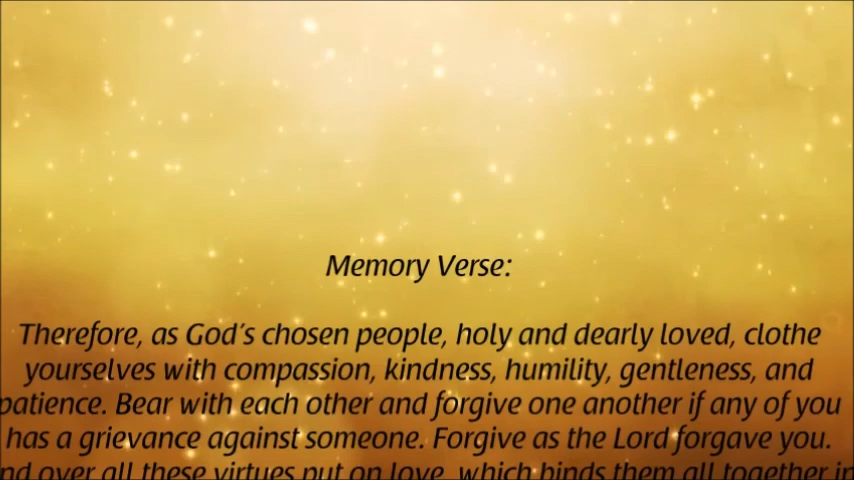 Memory Verse:
Therefore, as God's chosen people, holy and dearly loved, clothe
yourselves with compassion, kindness, humility, gentleness, and
patience. Bear with each other and forgive one another if any of you
has a grievance against someone. Forgive as the Lord forgave you.
nd over all these virtues put on love, which binds them all together in